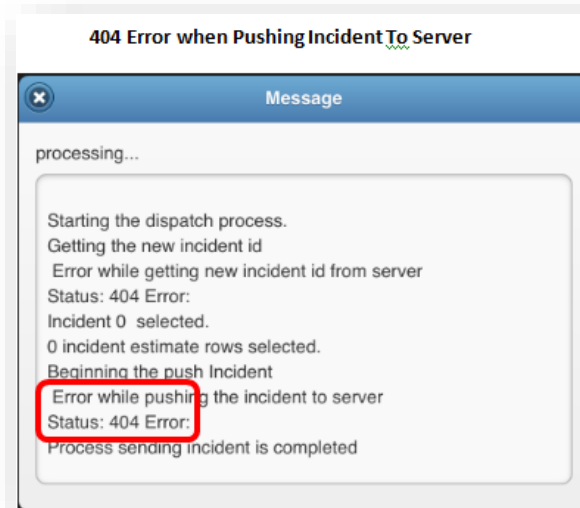 404 Error when Pushing Incident To Server
Message
processing...
Starting the dispatch process.
Getting the new incident id
Error while getting new incident id from server
Status: 404 Error:
Incident 0 selected.
0 incident estimate rows selected.
Beginning the push Incident
Error while pushing the incident to server
Status: 404 Error:
Process sending incident is completed